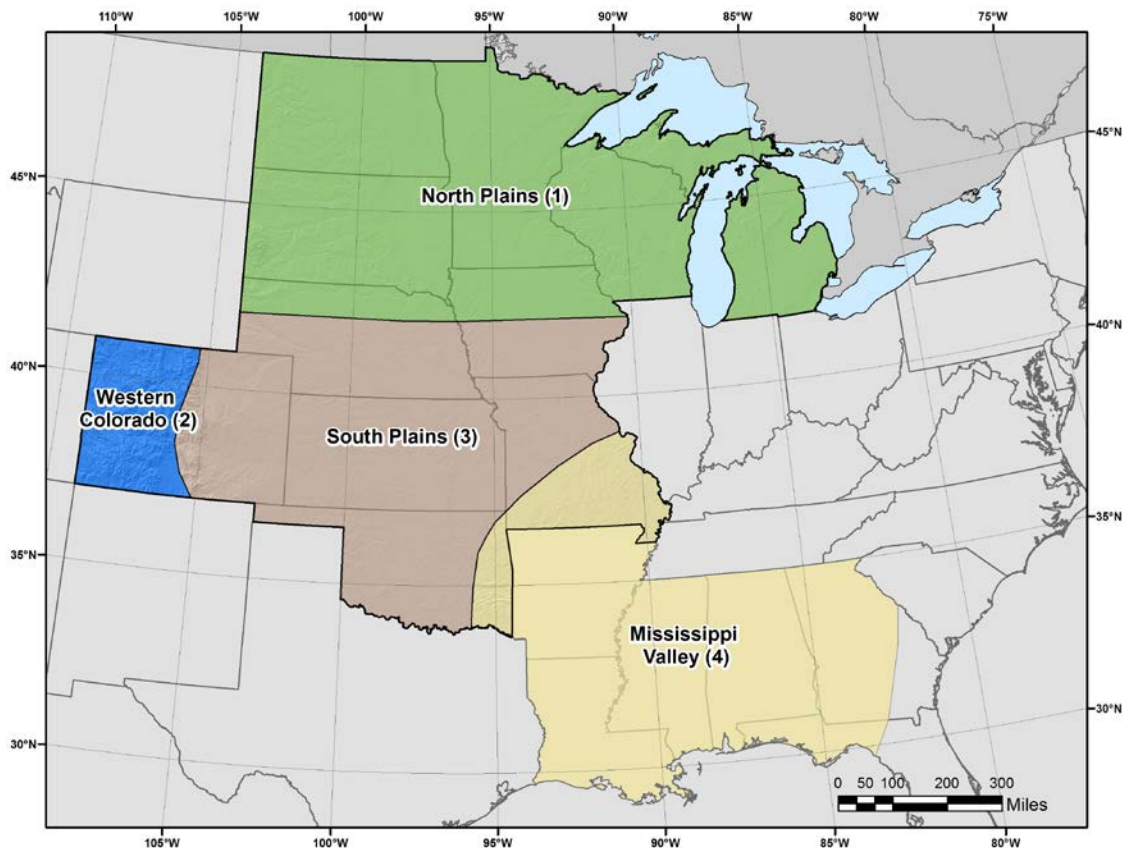 110°W
105°W
100°W
95°W
90°W
85°W
80°W
75°W
45°N
45°N
North Plains (1)
40°N
40°N
Western
Colorado (2)
South Plains (3)
35°N
35°N
Mississippi
Valley (4)
30°N
30°N
0 50 100 200 300
Miles
105°W
100°W
95°W
90°W
85°W
80°W